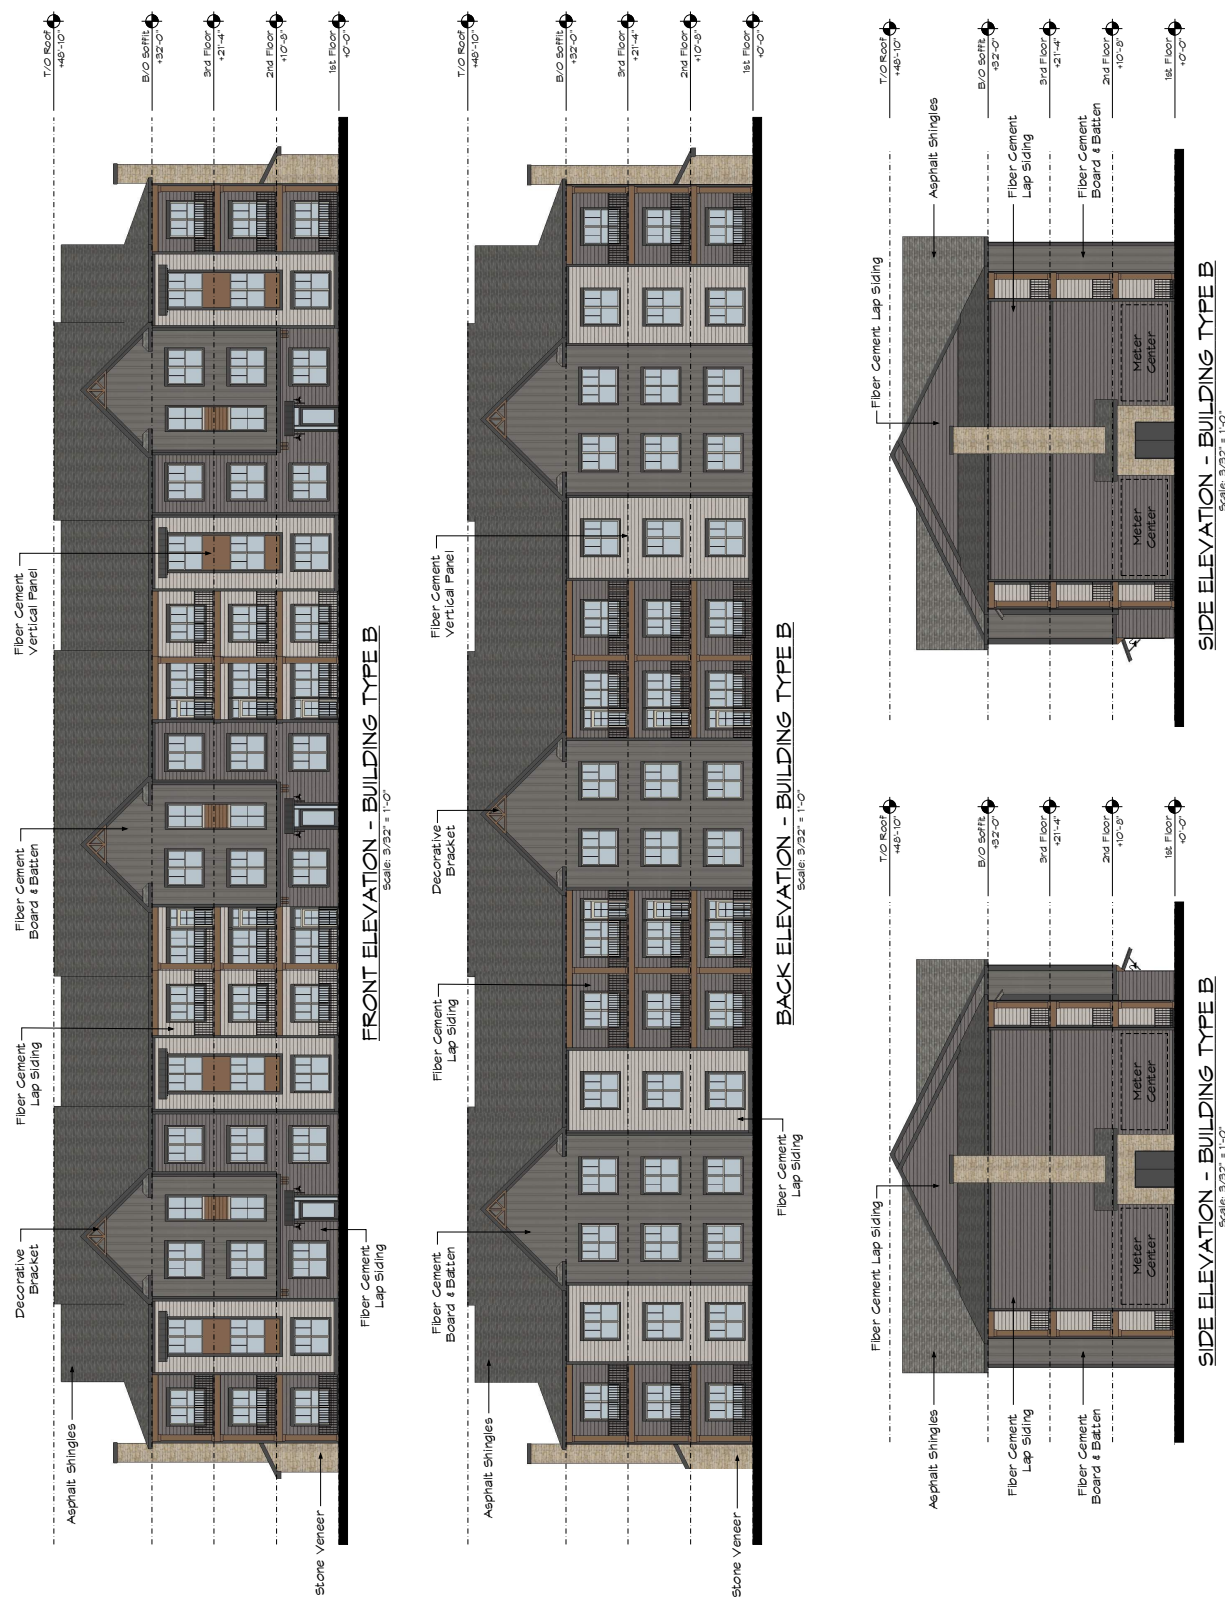 Decorative
Bracket
Fiber Cement
Lap Siding
Fiber Cement
Board & Batten
Fiber Cement
Vertical Panel
T/O Roof
+48'-10"
Asphalt Shingles
B/O Soffit
+32'-0"
3rd Floor
+21'-4"
2nd Floor
+10'-8"
1st Floor
+0'-0"
Stone Veneer
Fiber Cement
Lap Siding
FRONT ELEVATION - BUILDING TYPE B
Scale: 3/32" = 1'-0"
Fiber Cement
Board & Batten
Fiber Cement
Lap Siding
Decorative
Bracket
Fiber Cement
Vertical Panel
T/O Roof
+48'-10"
Asphalt Shingles
B/O Soffit
+32'-0"
3rd Floor
+21'-4"
2nd Floor
+10'-8"
1st Floor
+0'-0"
Stone Veneer
Fiber Cement
Lap Siding
BACK ELEVATION - BUILDING TYPE B
Scale: 3/32" = 1'-0"
Fiber Cement Lap Siding
T/O Roof
+48'-10"
Asphalt Shingles
B/O Soffit
+32'-0"
Fiber Cement
Lap Siding
3rd Floor
+21'-4"
Fiber Cement
Board & Batten
2nd Floor
+10'-8"
Meter
Center
Meter
Center
1st Floor
+0'-0"
SIDE ELEVATION - BUILDING TYPE B
Scale: 3/32" = 1'-0"
Fiber Cement Lap Siding
T/O Roof
+48'-10"
Asphalt Shingles
B/O Soffit
+32'-0"
Fiber Cement
Lap Siding
3rd Floor
+21'-4"
Fiber Cement
Board & Batten
2nd Floor
+10'-8"
Meter
Center
Meter
Center
1st Floor
+0'-0"
SIDE ELEVATION - BUILDING TYPE B
Scale: 3/32" = 1'-0"